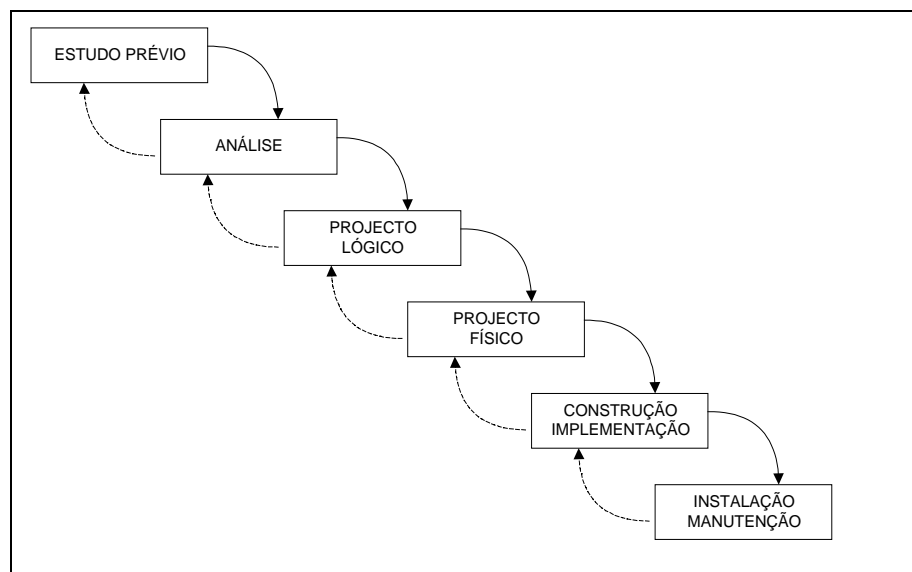 ESTUDO PRÉVIO
ANÁLISE
PROJECTO
LÓGICO
PROJECTO
FÍSICO
CONSTRUÇÃO
IMPLEMENTAÇÃO
INSTALAÇÃO
MANUTENÇÃO